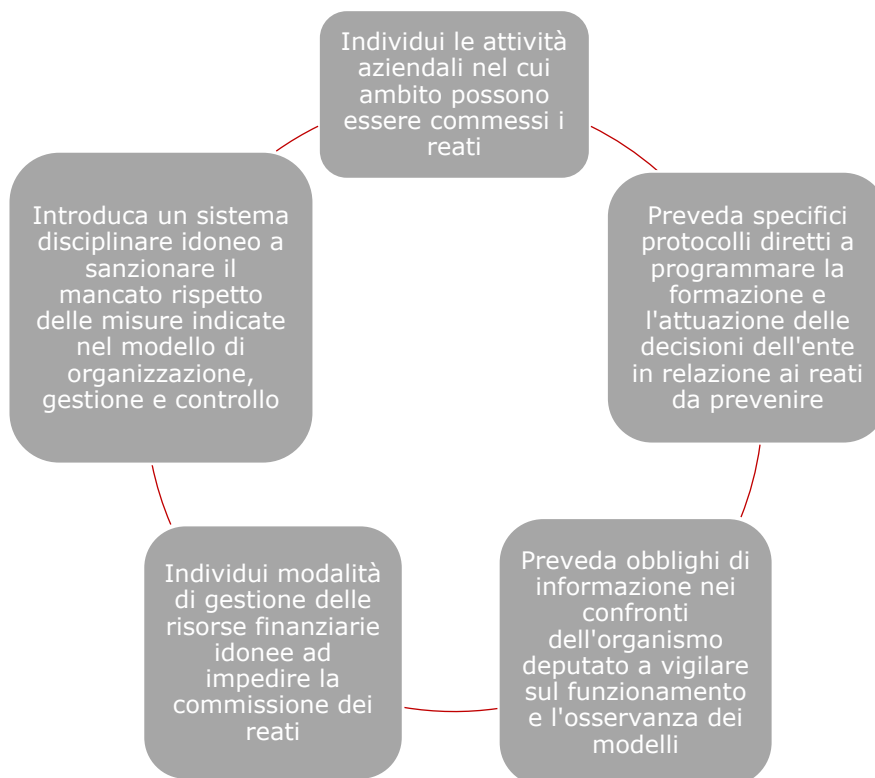 Individui le attività
aziendali nel cui
ambito possono
essere commessi i
reati
Preveda specifici
protocolli diretti a
programmare la
formazione e
l'attuazione delle
decisioni dell'ente
in relazione ai reati
da prevenire
Preveda obblighi di
informazione nei
confronti
dell'organismo
deputato a vigilare
sul funzionamento
e l'osservanza dei
modelli
Individui modalità
di gestione delle
risorse finanziarie
idonee ad
impedire la
commissione dei
reati
Introduca un sistema
disciplinare idoneo a
sanzionare il
mancato rispetto
delle misure indicate
nel modello di
organizzazione,
gestione e controllo